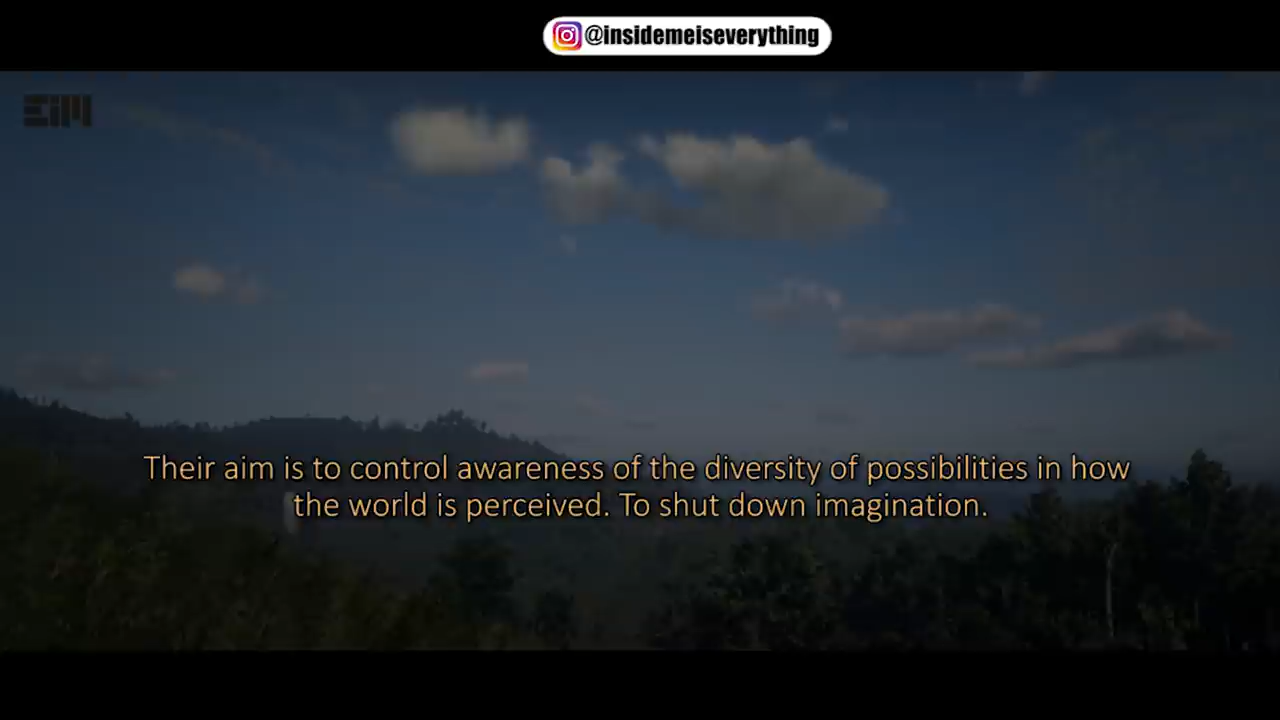 @insidemeiseverything
EiM
Their aim is to control awareness of the diversity of possibilities in how
the world is perceived. To shut down imagination.